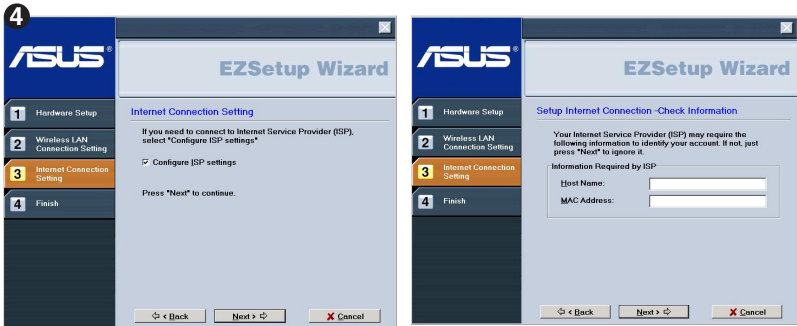 4
ASUS®
EZSetup Wizard
1 Hardware Setup
2 Wireless LAN
Connection Setting
3 Internet Connection
Setting
4 Finish
Internet Connection Setting
If you need to connect to Internet Service Provider (ISP),
select "Configure ISP settings"
Configure ISP settings
Press "Next" to continue.
< Back
Next >
Cancel
ASUS®
EZSetup Wizard
1 Hardware Setup
2 Wireless LAN
Connection Setting
3 Internet Connection
Setting
4 Finish
Setup Internet Connection -Check Information
Your Internet Service Provider (ISP) may require the
following information to identify your account. If not, just
press "Next" to ignore it.
Information Required by ISP
Host Name:
MAC Address:
< Back
Next >
Cancel